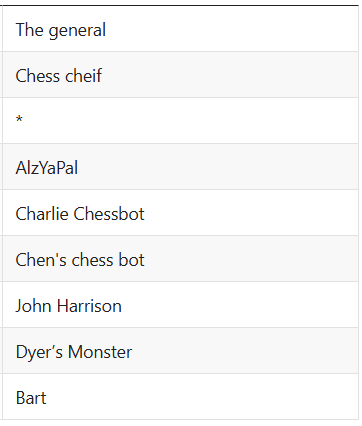 The general
Chess cheif
*
AlzYaPal
Charlie Chessbot
Chen's chess bot
John Harrison
Dyer’s Monster
Bart